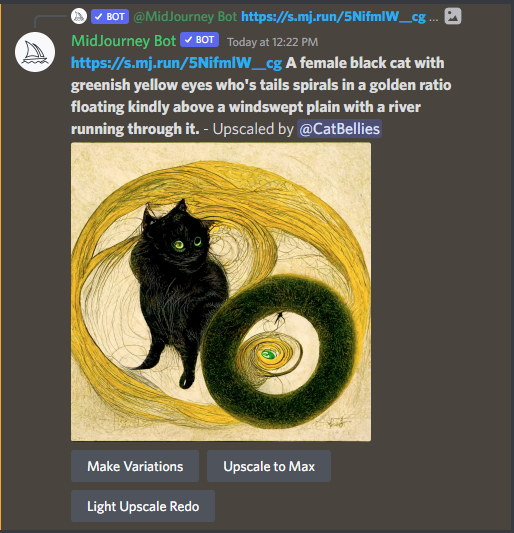 ✓ BOT @MidJourney Bot https://s.mj.run/5NifmlW__cg ...
MidJourney Bot ✓ BOT Today at 12:22 PM
https://s.mj.run/5NifmlW__cg A female black cat with
greenish yellow eyes who's tails spirals in a golden ratio
floating kindly above a windswept plain with a river
running through it. - Upscaled by @CatBellies
Make Variations
Upscale to Max
Light Upscale Redo